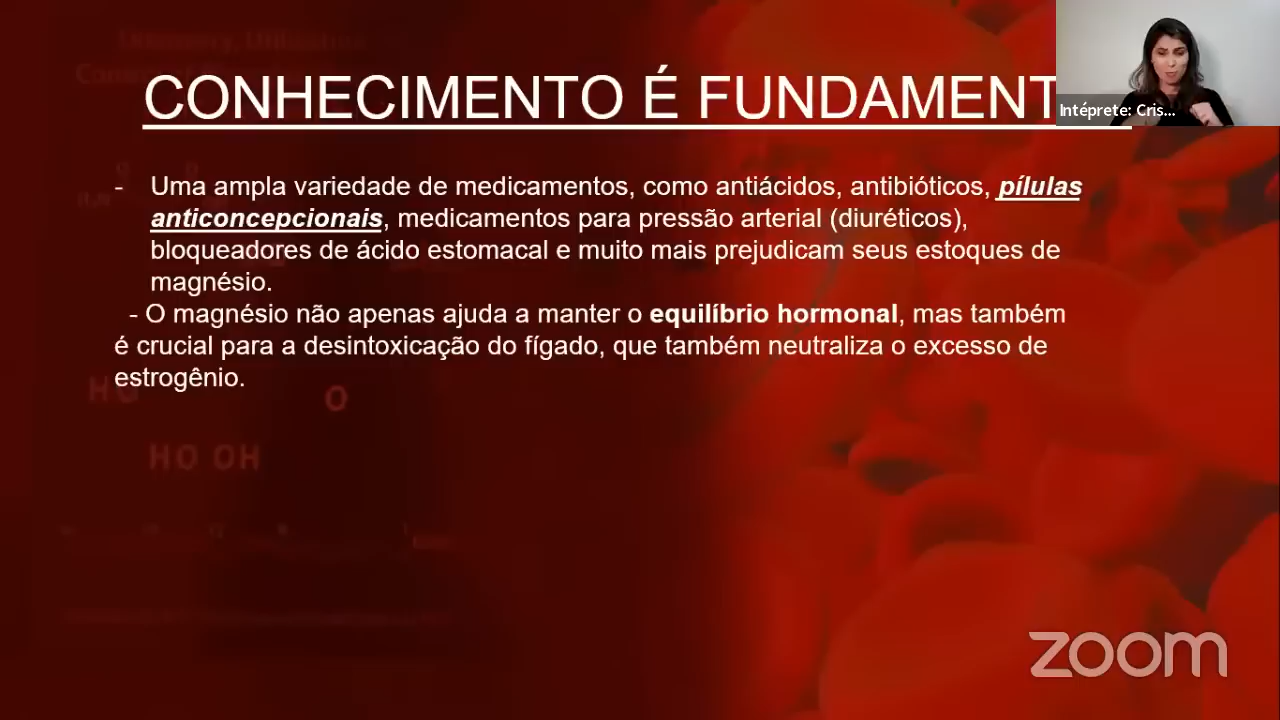 CONHECIMENTO É FUNDAMENT
Intéprete: Cris...
- Uma ampla variedade de medicamentos, como antiácidos, antibióticos, pílulas
anticoncepcionais, medicamentos para pressão arterial (diuréticos),
bloqueadores de ácido estomacal e muito mais prejudicam seus estoques de
magnésio.
- O magnésio não apenas ajuda a manter o equilíbrio hormonal, mas também
é crucial para a desintoxicação do fígado, que também neutraliza o excesso de
estrogênio.
HO
O
HO OH
zoom